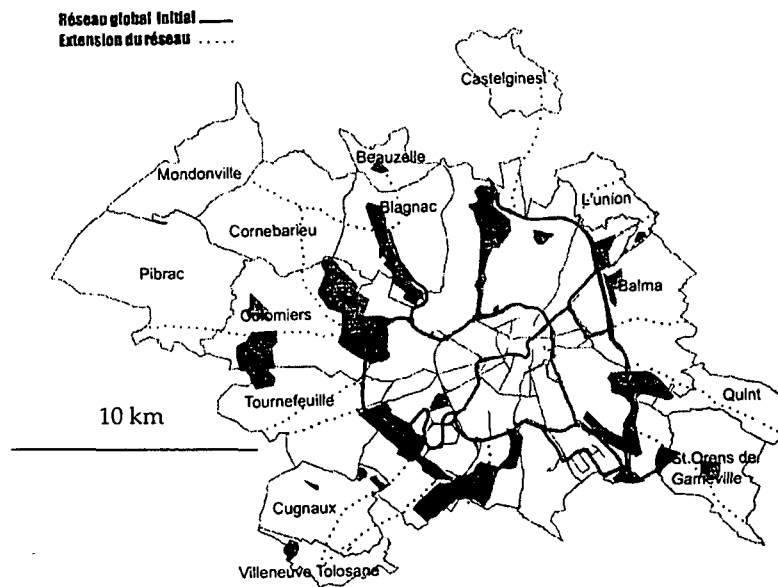 Réseau global initial
Extension du réseau
Castelginest
Beauzelle
Mondonville
L'union
Blagnac
Cornebarieu
Pibrac
Balma
Colomiers
Quint
Tournefeuille
10 km
St.Orens de
Gameville
Cugnaux
Villeneuve Tolosane